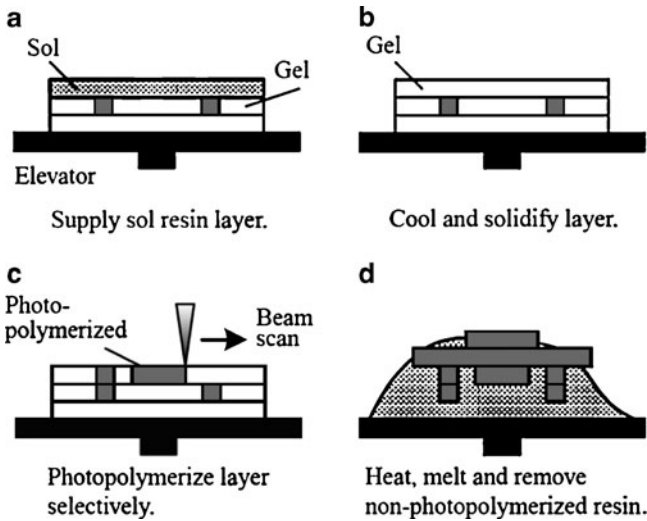 a
Sol
Gel
Elevator
Supply sol resin layer.
b
Gel
Cool and solidify layer.
c
Photo-
polymerized
Beam
scan
Photopolymerize layer
selectively.
d
Heat, melt and remove
non-photopolymerized resin.